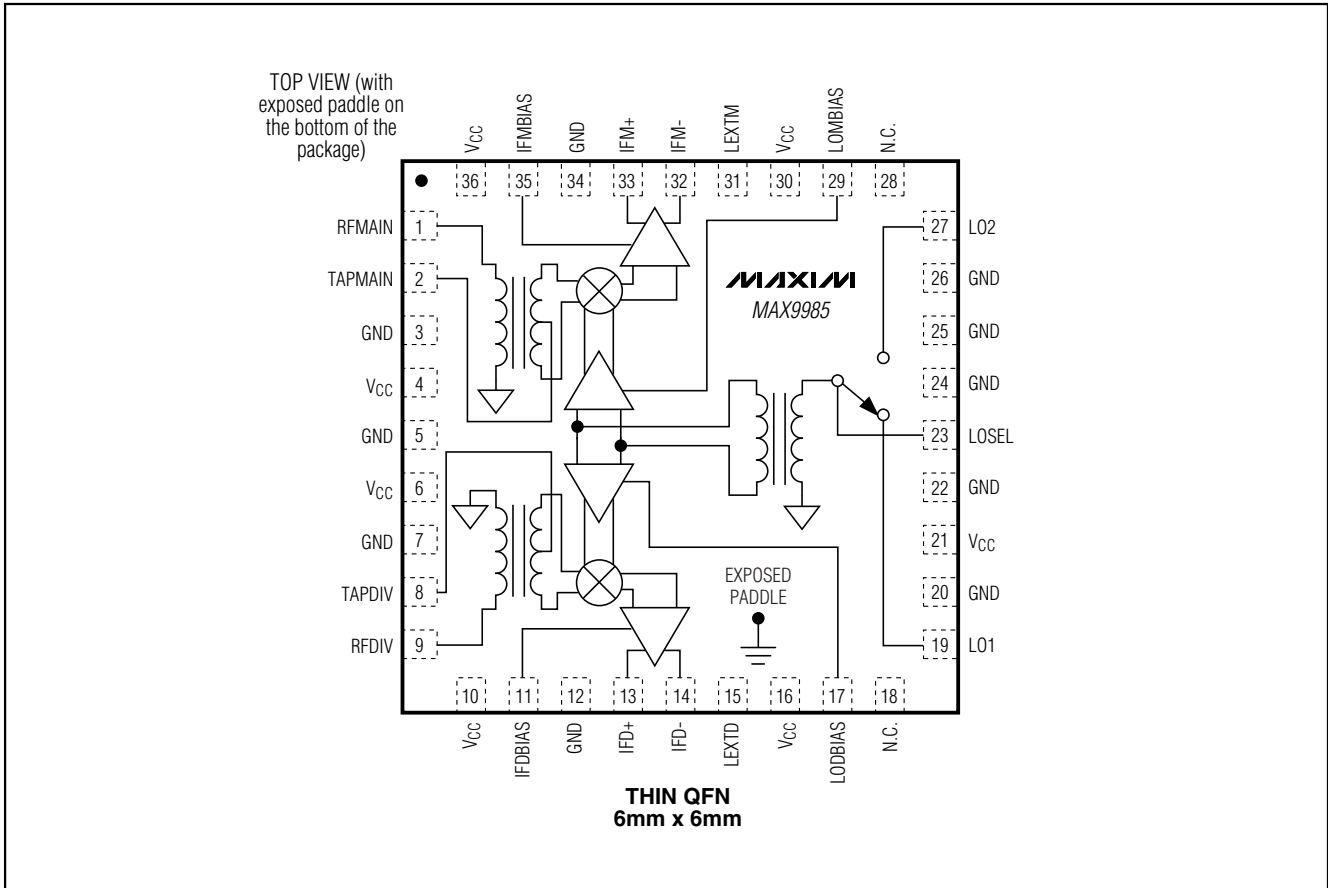 TOP VIEW (with
exposed paddle on
the bottom of the
package)
VCC
IFMBIAS
GND
IFM+
IFM-
LEXTM
VCC
LOMBIAS
N.C.
36 35 34 33 32 31 30 29 28
RFMAIN 1
TAPMAIN 2
GND 3
VCC 4
GND 5
VCC 6
GND 7
TAPDIV 8
RFDIV 9
MAXIM
MAX9985
27 LO2
26 GND
25 GND
24 GND
23 LOSEL
22 GND
21 VCC
20 GND
19 LO1
EXPOSED
PADDLE
10 11 12 13 14 15 16 17 18
VCC
IFDBIAS
GND
IFD+
IFD-
LEXTD
VCC
LODBIAS
N.C.
THIN QFN
6mm x 6mm